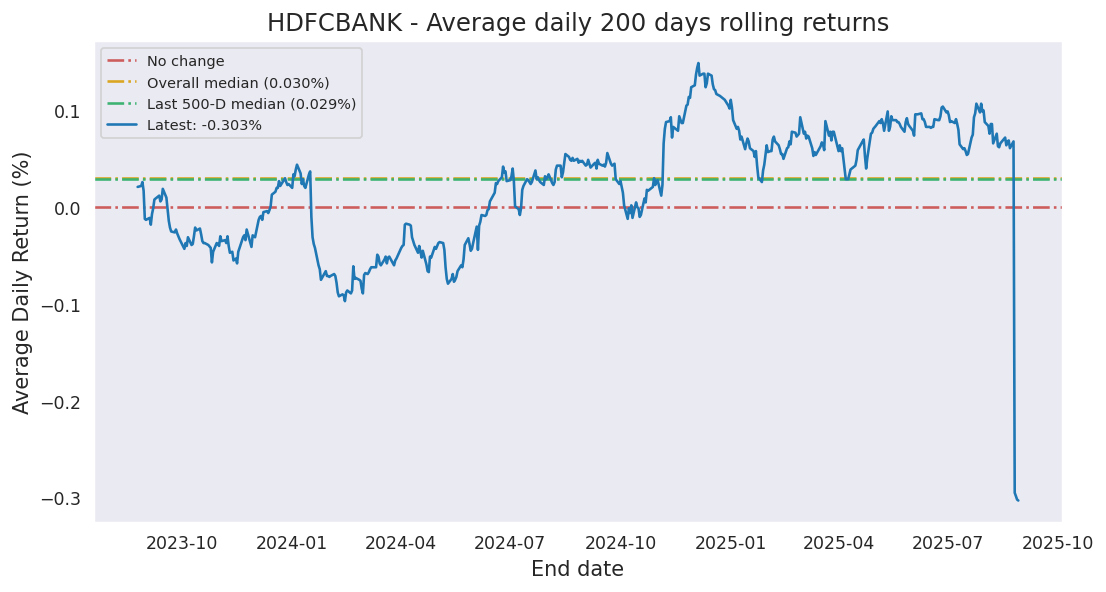 HDFCBANK - Average daily 200 days rolling returns
No change
Overall median (0.030%)
Last 500-D median (0.029%)
Latest: -0.303%
Average Daily Return (%)
0.1
0.0
−0.1
−0.2
−0.3
2023-10 2024-01 2024-04 2024-07 2024-10 2025-01 2025-04 2025-07 2025-10
End date